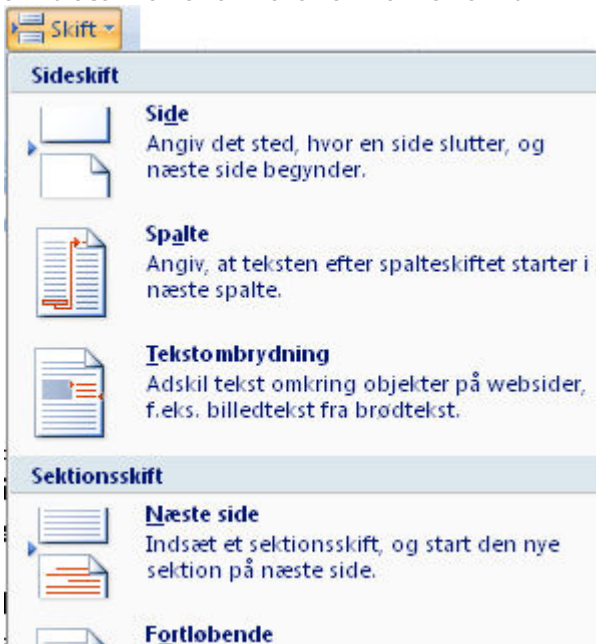 Skift
Sideskift
Side
Angiv det sted, hvor en side slutter, og
næste side begynder.
Spalte
Angiv, at teksten efter spalteskiftet starter i
næste spalte.
Tekstombrydning
Adskil tekst omkring objekter på websider,
f.eks. billedtekst fra brødtekst.
Sektionsskift
Næste side
Indsæt et sektionsskift, og start den nye
sektion på næste side.
Fortløbende